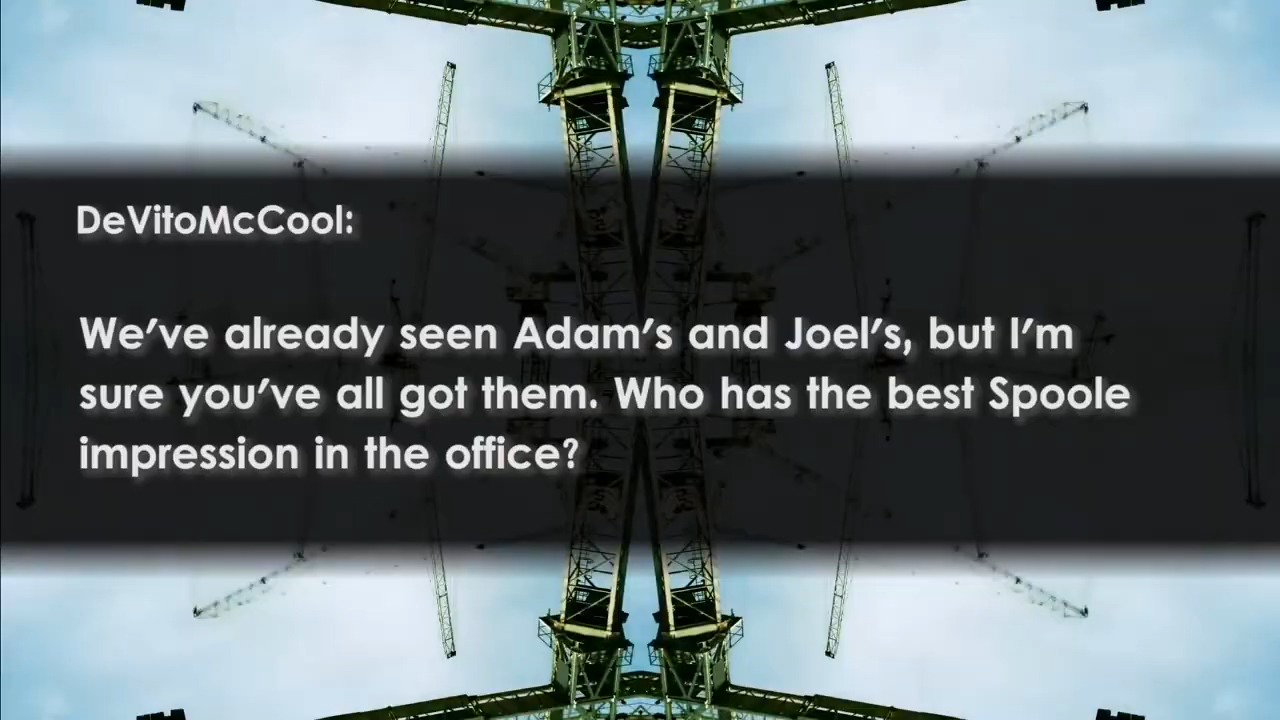 DeVitoMcCool:
We've already seen Adam's and Joel's, but I'm
sure you've all got them. Who has the best Spoole
impression in the office?